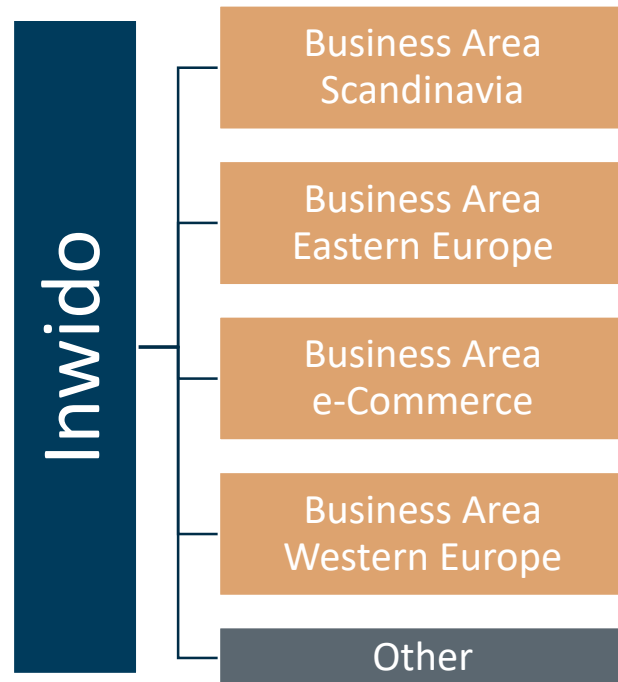 Inwido
Business Area
Scandinavia
Business Area
Eastern Europe
Business Area
e-Commerce
Business Area
Western Europe
Other